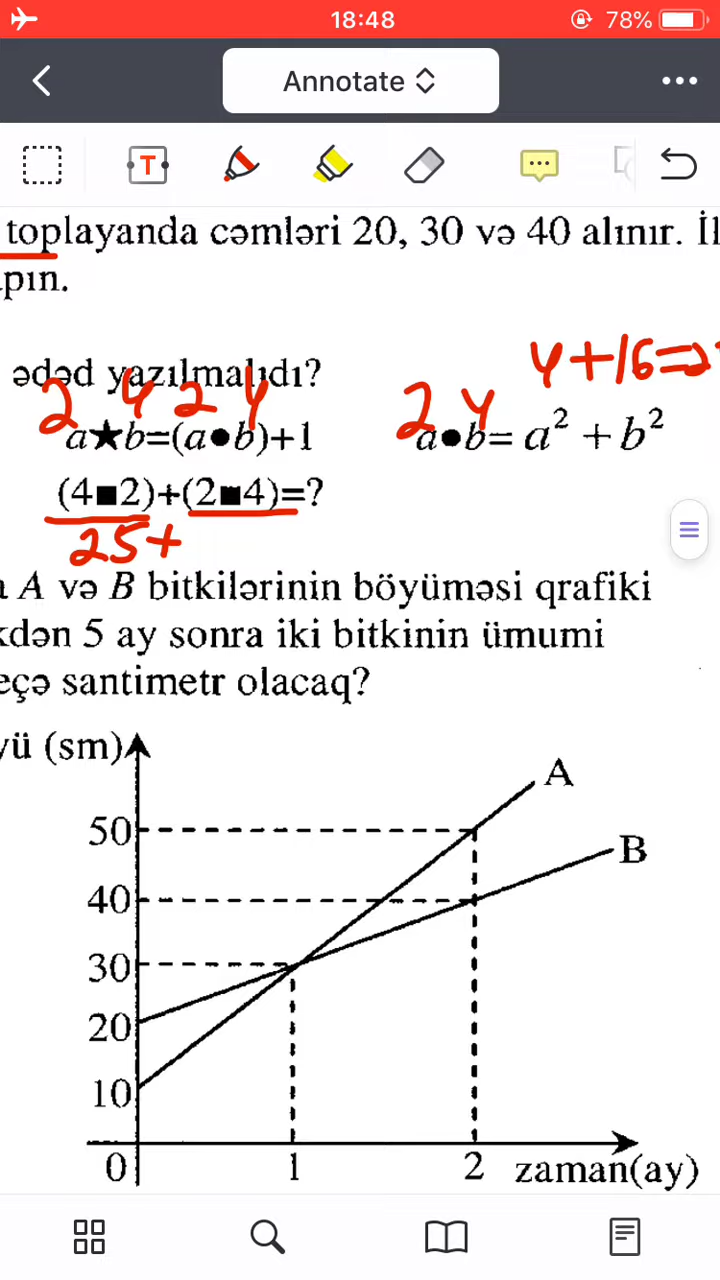 18:48
78%
Annotate
T
toplayanda cəmləri 20, 30 və 40 alınır. İl
pın.
ədəd yazılmalıdı?
4+16=2
2 4 2 4
2 4
a★b=(a●b)+1
a●b= a² + b²
(4■2)+(2■4)=?
25+
A və B bitkilərinin böyüməsi qrafiki
dən 5 ay sonra iki bitkinin ümumi
eçə santimetr olacaq?
yü (sm)
A
50
B
40
30
20
10
0 1 2 zaman(ay)